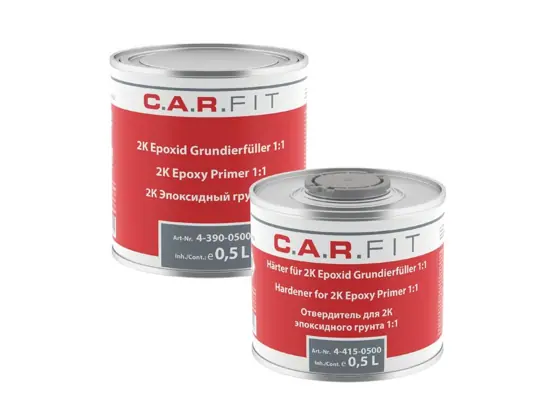 C.A.R.FIT
2K Epoxid Grundierfüller 1:1
2K Epoxy Primer 1:1
2K Эпоксидный
Art-Nr. 4-390-0500
Inh./Cont.: e 0,5 L
C.A.R.FIT
Härter für 2K Epoxid Grundierfüller 1:1
Hardener for 2K Epoxy Primer 1:1
Отвердитель для 2К
эпоксидного грунта 1:1
Art-Nr. 4-415-0500
Inh./Cont. e 0,5 L